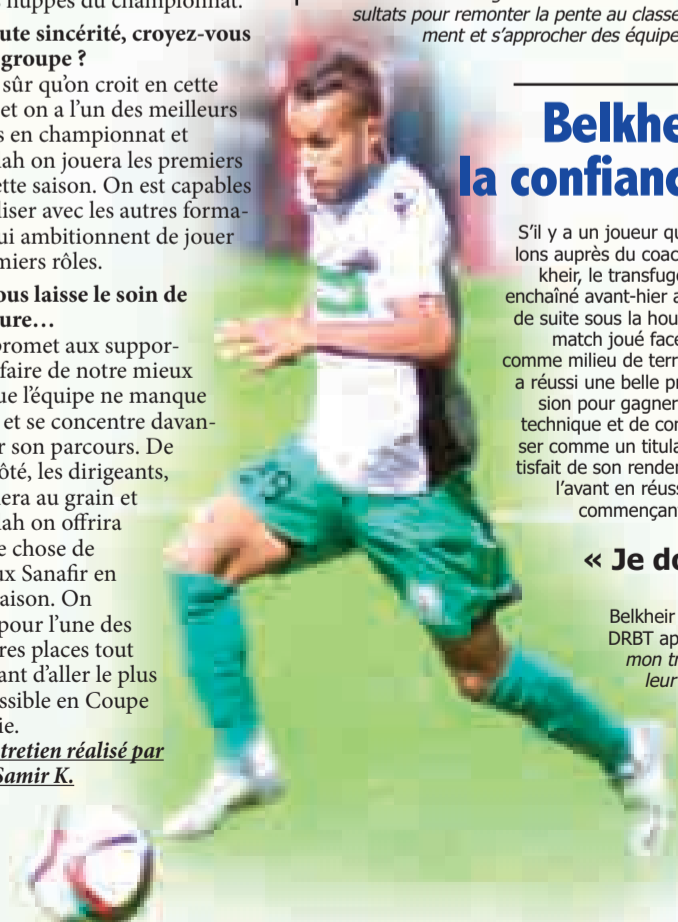 huppés du championnat.
ute sincérité, croyez-vous
groupe ?
sûr qu'on croit en cette
et on a l'un des meilleurs
s en championnat et
ah on jouera les premiers
ette saison. On est capables
liser avec les autres forma-
ui ambitionnent de jouer
miers rôles.
ous laisse le soin de
ure…
promet aux suppor-
faire de notre mieux
ue l'équipe ne manque
et se concentre davan-
r son parcours. De
ôté, les dirigeants,
lera au grain et
ah on offrira
e chose de
ux Sanafir en
aison. On
pour l'une des
res places tout
ant d'aller le plus
ssible en Coupe
ie.
tretien réalisé par
Samir K.
sultats pour remonter la pente au classe
ment et s'approcher des équipe
Belkhe
la confianc
S'il y a un joueur qu
lons auprès du coac
kheir, le transfuge
enchaîné avant-hier a
de suite sous la hou
match joué face
comme milieu de terr
a réussi une belle pr
sion pour gagner
technique et de con
ser comme un titula
tisfait de son render
l'avant en réuss
commençan
« Je do
Belkheir
DRBT ap
mon tr
leur